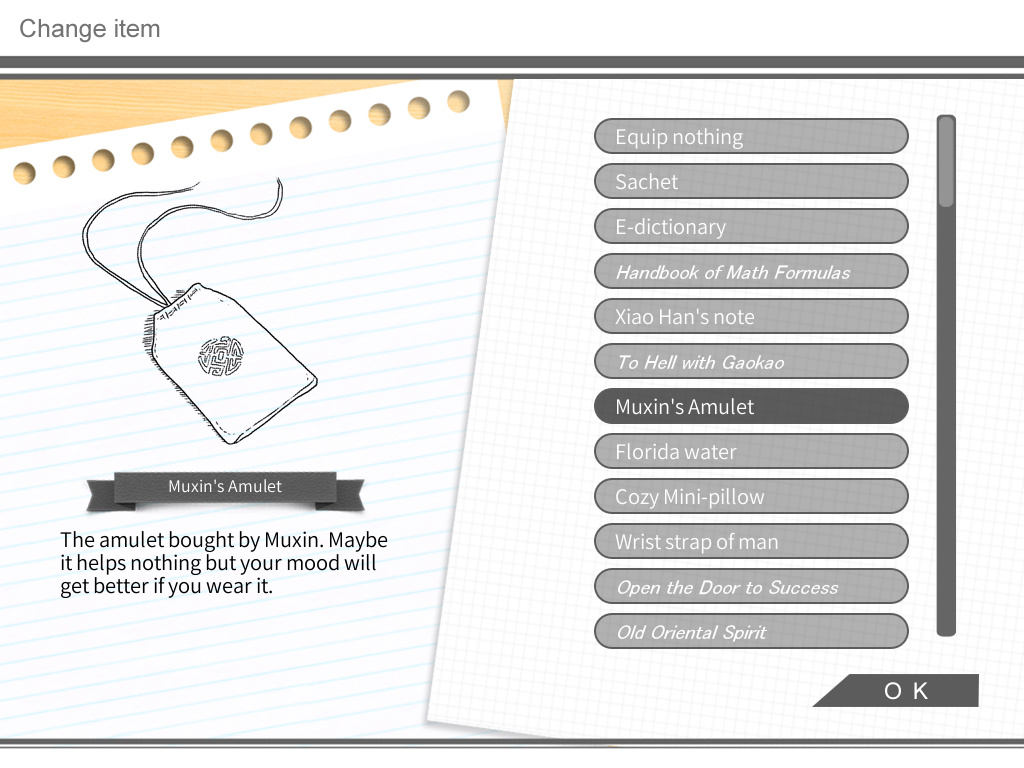 Change item
Muxin's Amulet
The amulet bought by Muxin. Maybe
it helps nothing but your mood will
get better if you wear it.
Equip nothing
Sachet
E-dictionary
Handbook of Math Formulas
Xiao Han's note
To Hell with Gaokao
Muxin's Amulet
Florida water
Cozy Mini-pillow
Wrist strap of man
Open the Door to Success
Old Oriental Spirit
OK